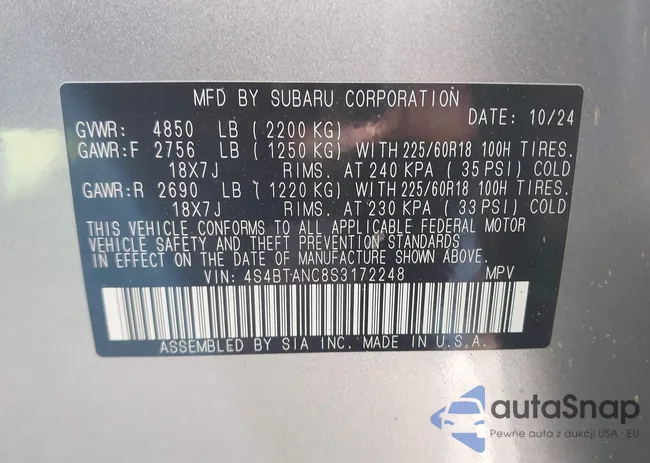 MFD BY SUBARU CORPORATION
DATE: 10/24
GVWR: 4850 LB (2200 KG)
GAWR:F 2756 LB (1250 KG) WITH 225/60R18 100H TIRES.
18X7J RIMS. AT 240 KPA (35 PSI) COLD
GAWR:R 2690 LB (1220 KG) WITH 225/60R18 100H TIRES.
18X7J RIMS. AT 230 KPA (33 PSI) COLD
THIS VEHICLE CONFORMS TO ALL APPLICABLE FEDERAL MOTOR
VEHICLE SAFETY AND THEFT PREVENTION STANDARDS
IN EFFECT ON THE DATE OF MANUFACTURE SHOWN ABOVE.
VIN: 4S4BTANC8S3172248 MPV
ASSEMBLED BY SIA INC. MADE IN U.S.A.
autaSnap
Pewne auta z aukcji USA · EU